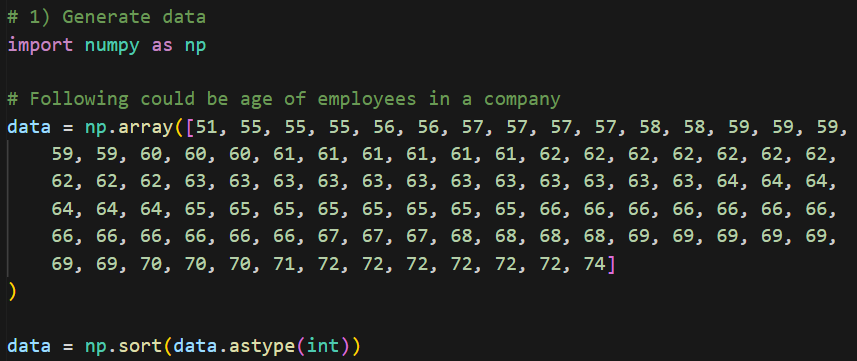 # 1) Generate data
import numpy as np
# Following could be age of employees in a company
data = np.array([51, 55, 55, 55, 56, 56, 57, 57, 57, 57, 58, 58, 59, 59, 59,
59, 59, 60, 60, 60, 61, 61, 61, 61, 61, 61, 62, 62, 62, 62, 62, 62, 62,
62, 62, 62, 63, 63, 63, 63, 63, 63, 63, 63, 63, 63, 63, 63, 64, 64, 64,
64, 64, 64, 65, 65, 65, 65, 65, 65, 65, 65, 66, 66, 66, 66, 66, 66, 66,
66, 66, 66, 66, 66, 66, 67, 67, 67, 68, 68, 68, 68, 69, 69, 69, 69, 69,
69, 69, 70, 70, 70, 71, 72, 72, 72, 72, 72, 72, 74]
)
data = np.sort(data.astype(int))